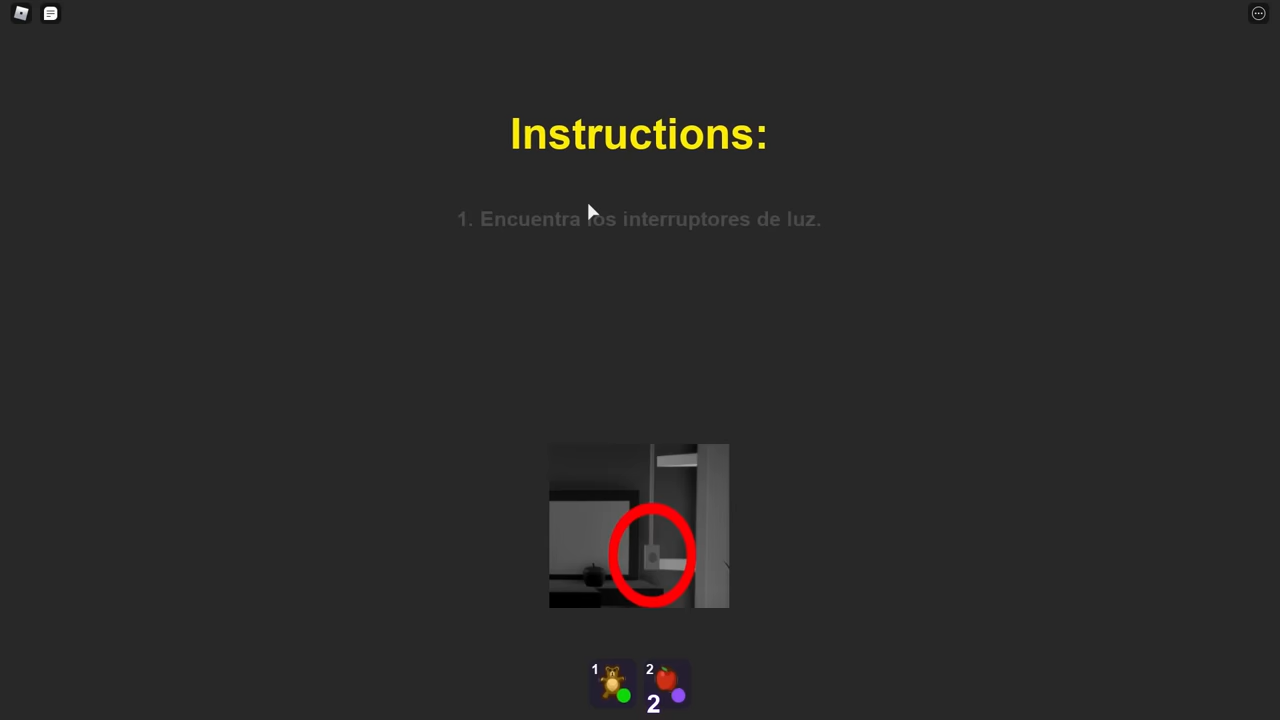 Instructions:
1. Encuentra los interruptores de luz.
1
2
2